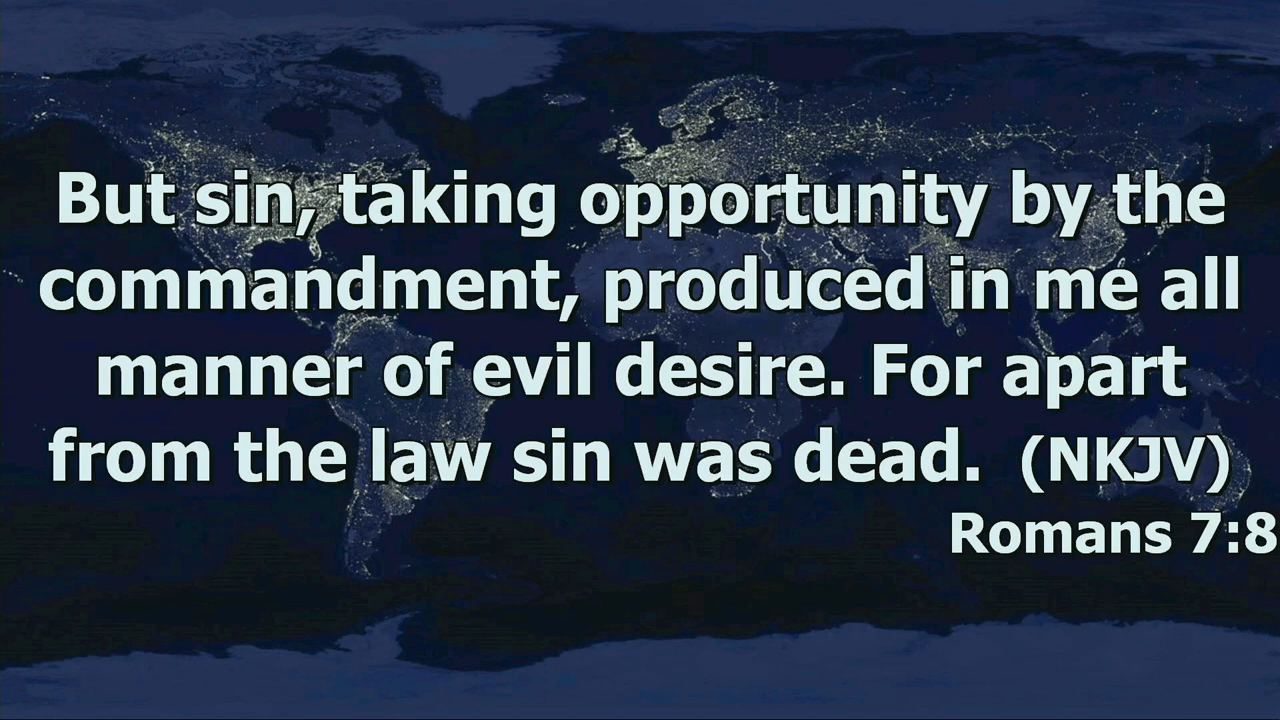 But sin, taking opportunity by the
commandment, produced in me all
manner of evil desire. For apart
from the law sin was dead. (NKJV)
Romans 7:8